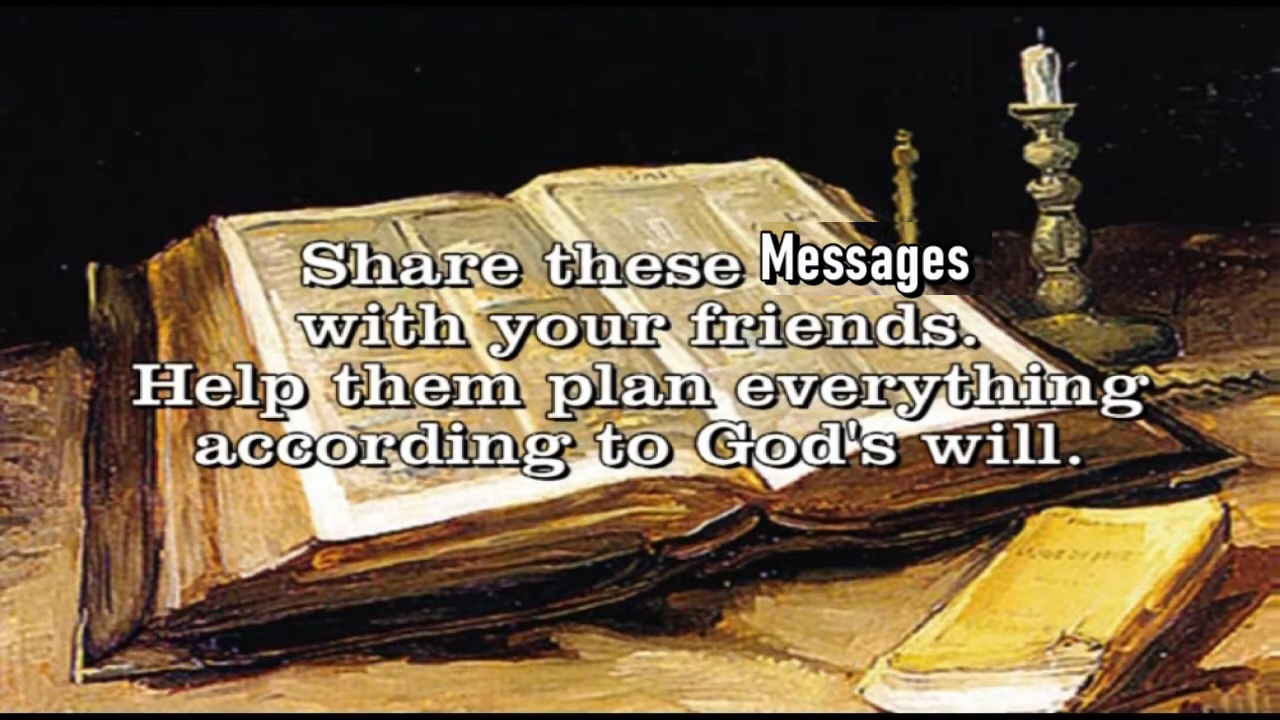 Share these Messages
with your friends.
Help them plan everything
according to God's will.